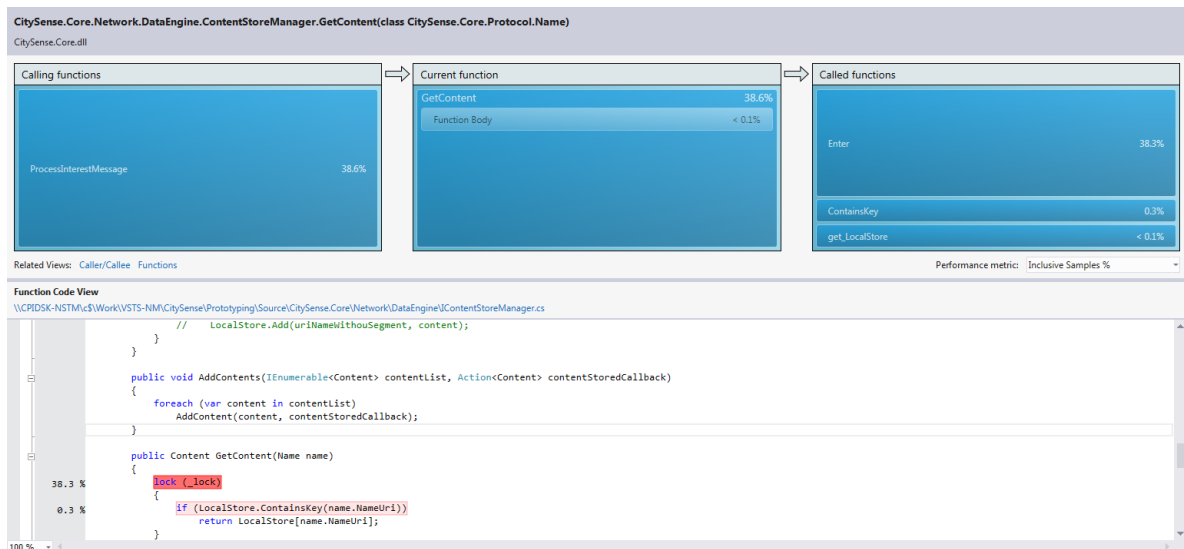 CitySense.Core.Network.DataEngine.ContentStoreManager.GetContent(class CitySense.Core.Protocol.Name)
CitySense.Core.dll
Calling functions
Current function
Called functions
ProcessInterestMessage 38.6%
GetContent 38.6%
Function Body < 0.1%
Enter 38.3%
ContainsKey 0.3%
get_LocalStore < 0.1%
Related Views: Caller/Callee Functions
Performance metric: Inclusive Samples %
Function Code View
\\CPIDSK-NSTM\c$\Work\VSTS-NM\CitySense\Prototyping\Source\CitySense.Core\Network\DataEngine\IContentStoreManager.cs
// LocalStore.Add(uriNameWithouSegment, content);
}
}
public void AddContents(IEnumerable<Content> contentList, Action<Content> contentStoredCallback)
{
foreach (var content in contentList)
AddContent(content, contentStoredCallback);
}
public Content GetContent(Name name)
{
38.3 % lock (_lock)
{
0.3 % if (LocalStore.ContainsKey(name.NameUri))
return LocalStore[name.NameUri];
}
100 %